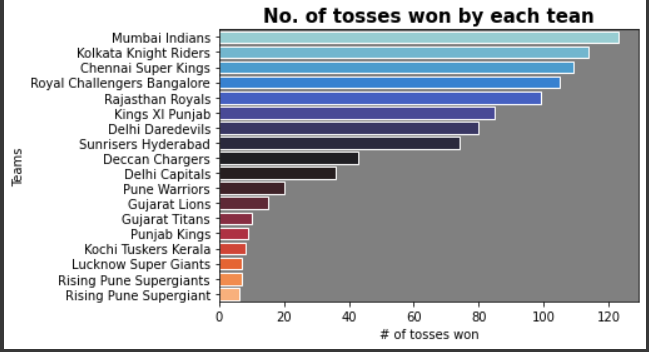 No. of tosses won by each tean
Teams
Mumbai Indians
Kolkata Knight Riders
Chennai Super Kings
Royal Challengers Bangalore
Rajasthan Royals
Kings XI Punjab
Delhi Daredevils
Sunrisers Hyderabad
Deccan Chargers
Delhi Capitals
Pune Warriors
Gujarat Lions
Gujarat Titans
Punjab Kings
Kochi Tuskers Kerala
Lucknow Super Giants
Rising Pune Supergiants
Rising Pune Supergiant
0 20 40 60 80 100 120
# of tosses won